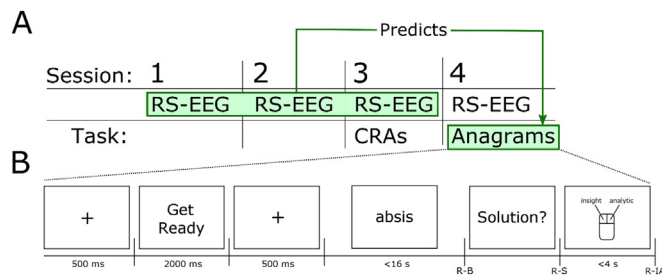 A
Predicts
Session: 1 2 3 4
RS-EEG RS-EEG RS-EEG RS-EEG
Task: CRAs Anagrams
B
+
Get
Ready
+
absis
Solution?
insight analytic
500 ms 2000 ms 500 ms <16 s <4 s
R-B R-S R-IA